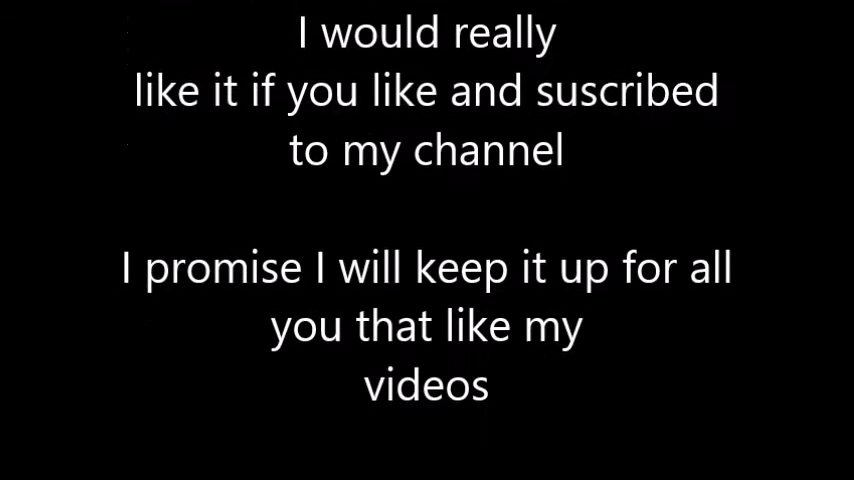 I would really
like it if you like and suscribed
to my channel
I promise I will keep it up for all
you that like my
videos